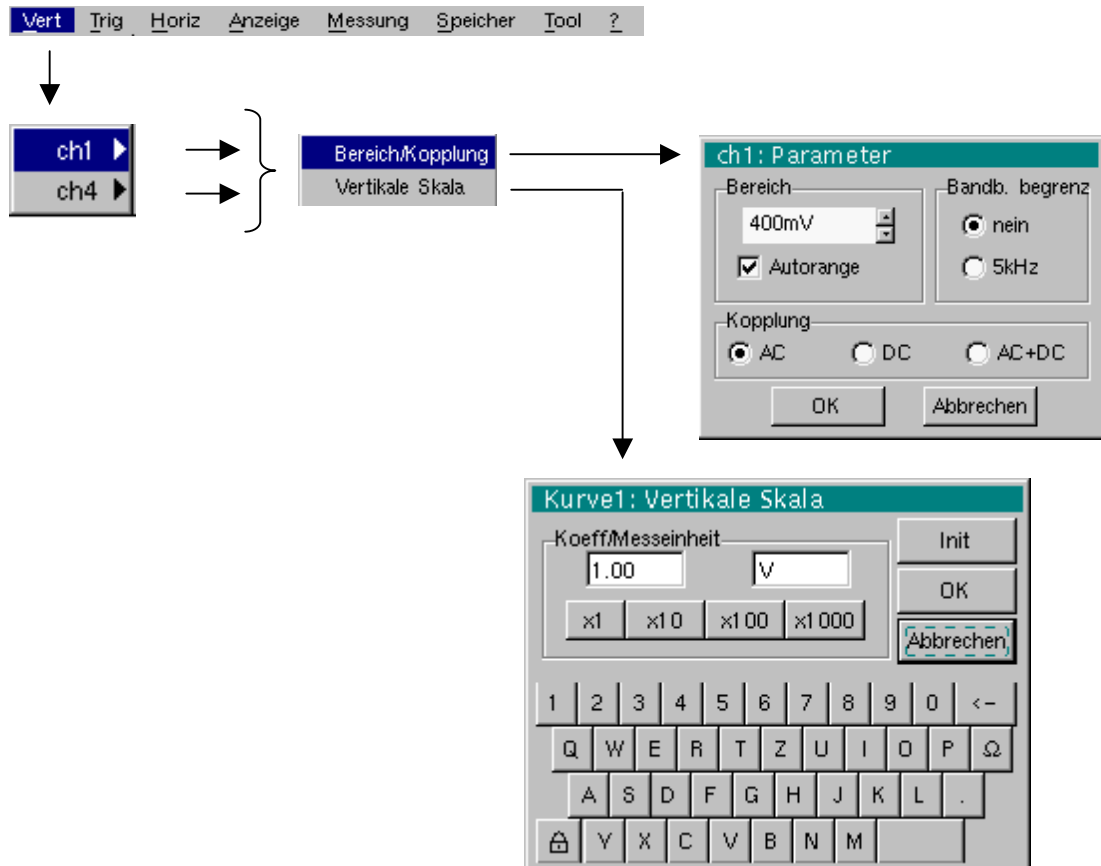 Vert Trig Horiz Anzeige Messung Speicher Tool ?
ch1
ch4
Bereich/Kopplung
Vertikale Skala
ch1: Parameter
Bereich
400mV
Autorange
Bandb. begrenz
nein
5kHz
Kopplung
AC DC AC+DC
OK Abbrechen
Kurve1: Vertikale Skala
Koeff/Messeinheit
1.00 V
x1 x10 x100 x1000
Init
OK
Abbrechen
1 2 3 4 5 6 7 8 9 0 <-
Q W E R T Z U I O P Ω
A S D F G H J K L .
Y X C V B N M